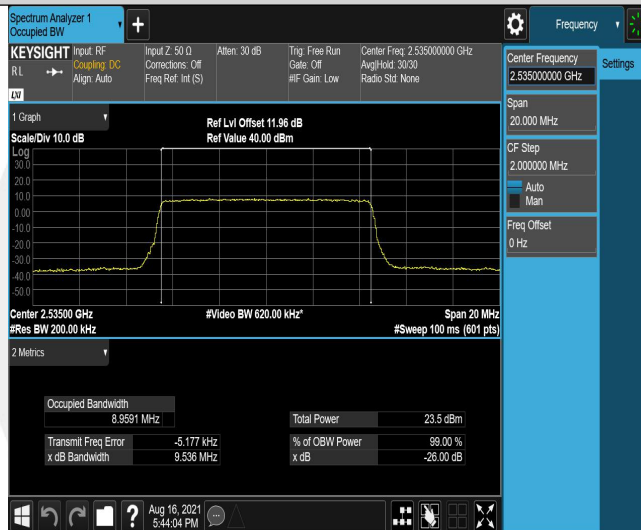 Spectrum Analyzer 1
Occupied BW
Frequency
KEYSIGHT
RL
LXI
Input: RF
Coupling: DC
Align: Auto
Input Z: 50 Ω
Corrections: Off
Freq Ref: Int (S)
Atten: 30 dB
Trig: Free Run
Gate: Off
#IF Gain: Low
Center Freq: 2.535000000 GHz
Avg|Hold: 30/30
Radio Std: None
Center Frequency
2.535000000 GHz
Settings
Span
20.000 MHz
CF Step
2.000000 MHz
Auto
Man
Freq Offset
0 Hz
1 Graph
Scale/Div 10.0 dB
Ref Lvl Offset 11.96 dB
Ref Value 40.00 dBm
Log
30.0
20.0
10.0
0.00
-10.0
-20.0
-30.0
-40.0
-50.0
Center 2.53500 GHz
#Video BW 620.00 kHz*
Span 20 MHz
#Res BW 200.00 kHz
#Sweep 100 ms (601 pts)
2 Metrics
Occupied Bandwidth
8.9591 MHz
Total Power 23.5 dBm
Transmit Freq Error -5.177 kHz
% of OBW Power 99.00 %
x dB Bandwidth 9.536 MHz
x dB -26.00 dB
?
Aug 16, 2021
5:44:04 PM